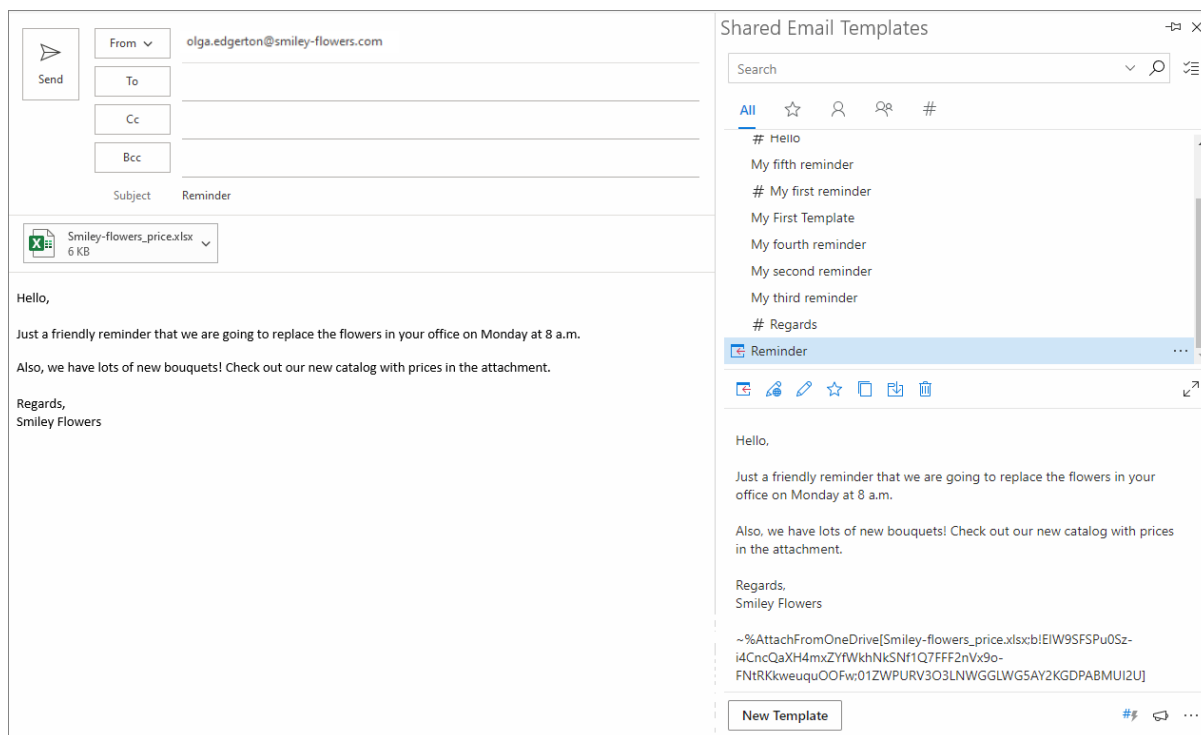 Send
From
olga.edgerton@smiley-flowers.com
To
Cc
Bcc
Subject
Reminder
Smiley-flowers_price.xlsx
6 KB
Hello,
Just a friendly reminder that we are going to replace the flowers in your office on Monday at 8 a.m.
Also, we have lots of new bouquets! Check out our new catalog with prices in the attachment.
Regards,
Smiley Flowers
Shared Email Templates
Search
All
#
# Hello
My fifth reminder
# My first reminder
My First Template
My fourth reminder
My second reminder
My third reminder
# Regards
Reminder
Hello,
Just a friendly reminder that we are going to replace the flowers in your
office on Monday at 8 a.m.
Also, we have lots of new bouquets! Check out our new catalog with prices
in the attachment.
Regards,
Smiley Flowers
~%AttachFromOneDrive[Smiley-flowers_price.xlsx;b!EIW9SFSPu0Sz-
i4CncQaXH4mxZYfWkhNkSNf1Q7FFF2nVx9o-
FNtRKkweuquOOFw;01ZWPURV3O3LNWGGLWG5AY2KGDPABMUI2U]
New Template